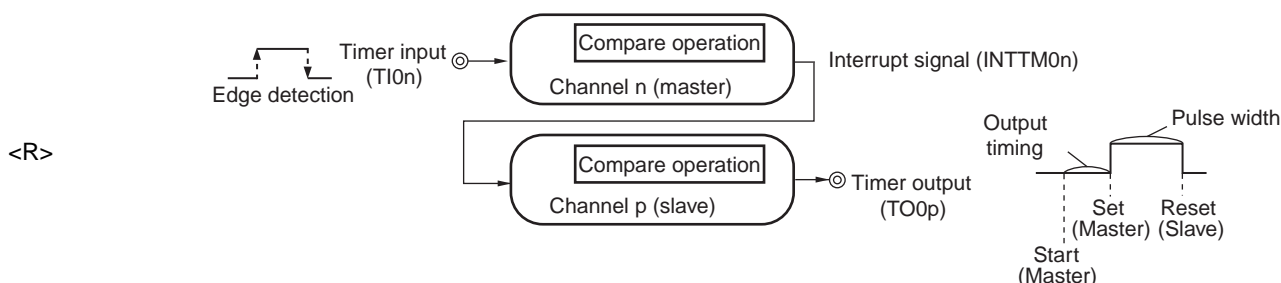 Compare operation
Timer input
(TI0n)
Edge detection
Channel n (master)
Interrupt signal (INTTM0n)
<R>
Compare operation
Channel p (slave)
Timer output
(TO0p)
Output
timing
Pulse width
Set
(Master)
Reset
(Slave)
Start
(Master)